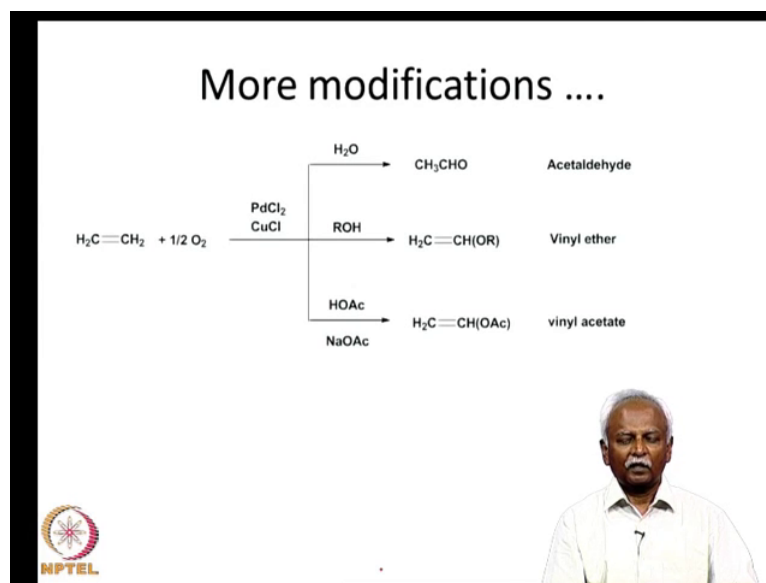 More modifications ....
H₂O
CH₃CHO
Acetaldehyde
PdCl₂
CuCl
H₂C=CH₂ + 1/2 O₂
ROH
H₂C=CH(OR)
Vinyl ether
HOAc
NaOAc
H₂C=CH(OAc)
vinyl acetate
NPTEL